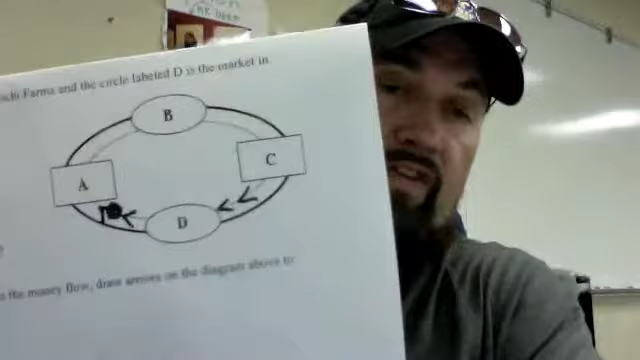 Farms and the circle labeled D is the market in
B
C
A
D
the money flow, draw arrows on the diagram above to: